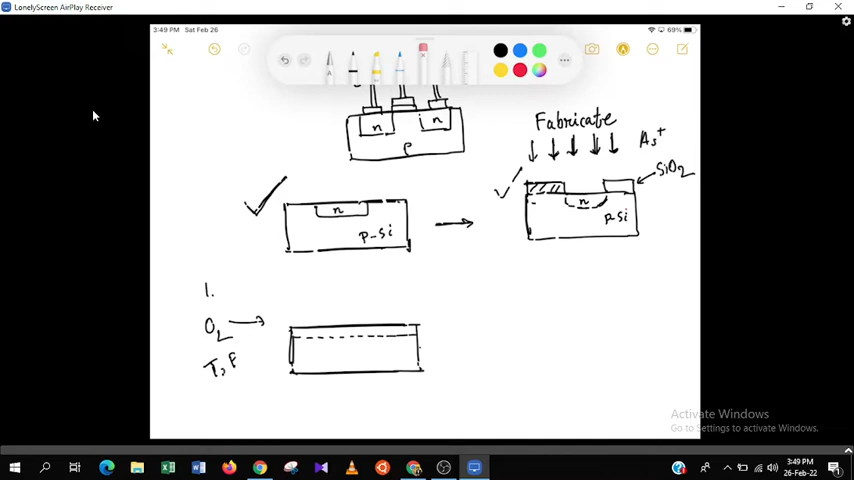 LonelyScreen AirPlay Receiver
3:49 PM Sat Feb 26
69%
A
n
n
P
Fabricate
As+
SiO2
n
p-Si
n
p-Si
1.
O2
T, P
Activate Windows
Go to Settings to activate Windows.
3:49 PM
26-Feb-22